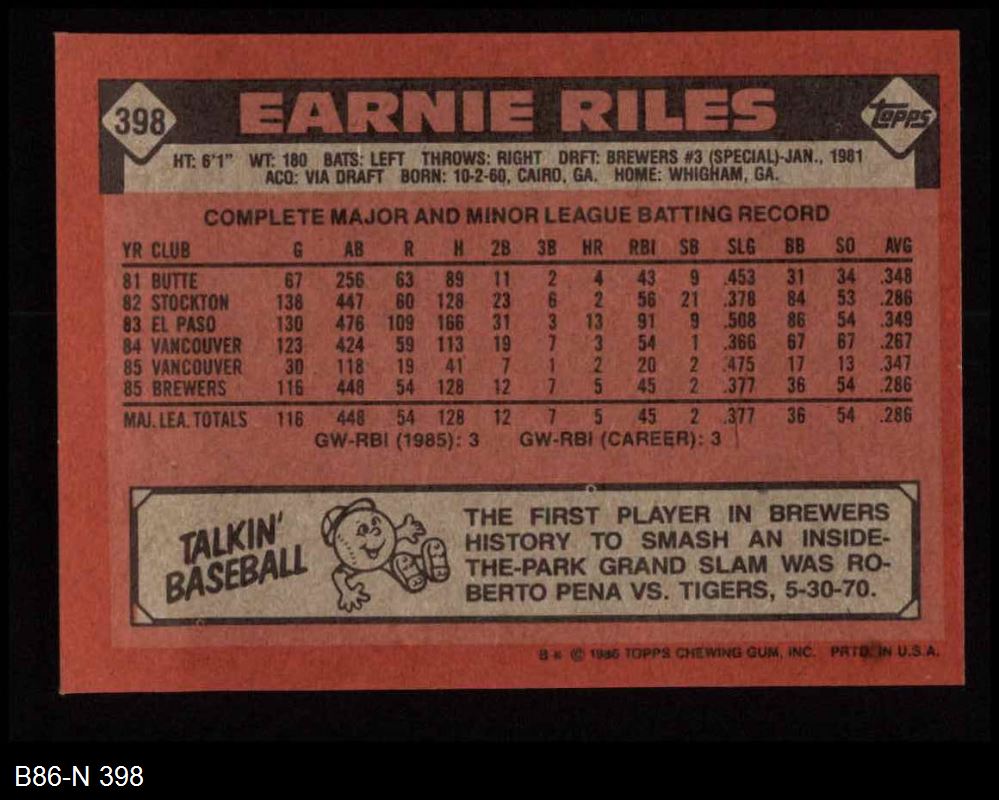 398 EARNIE RILES Topps
HT: 6'1" WT: 180 BATS: LEFT THROWS: RIGHT DRFT: BREWERS #3 (SPECIAL)-JAN., 1981
ACQ: VIA DRAFT BORN: 10-2-60, CAIRO, GA. HOME: WHIGHAM, GA.
COMPLETE MAJOR AND MINOR LEAGUE BATTING RECORD
YR CLUB G AB R H 2B 3B HR RBI SB SLG BB SO AVG
81 BUTTE 67 256 63 89 11 2 4 43 9 .453 31 34 .348
82 STOCKTON 138 447 60 128 23 6 2 56 21 .378 84 53 .286
83 EL PASO 130 476 109 166 31 3 13 91 9 .508 86 54 .349
84 VANCOUVER 123 424 59 113 19 7 3 54 1 .366 67 67 .267
85 VANCOUVER 30 118 19 41 7 1 2 20 2 .475 17 13 .347
85 BREWERS 116 448 54 128 12 7 5 45 2 .377 36 54 .286
MAJ. LEA. TOTALS 116 448 54 128 12 7 5 45 2 .377 36 54 .286
GW-RBI (1985): 3 GW-RBI (CAREER): 3
TALKIN'
BASEBALL
THE FIRST PLAYER IN BREWERS
HISTORY TO SMASH AN INSIDE-
THE-PARK GRAND SLAM WAS RO-
BERTO PENA VS. TIGERS, 5-30-70.
B* © 1986 TOPPS CHEWING GUM, INC. PRTD. IN U.S.A.
B86-N 398